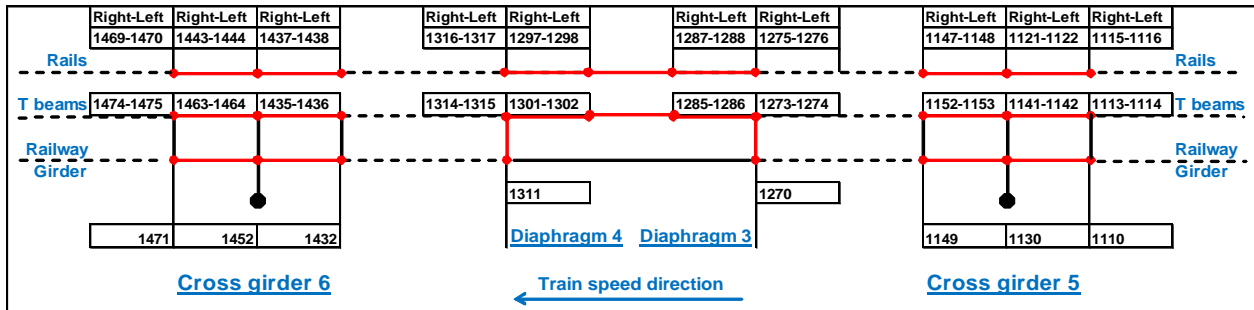 Right-Left Right-Left Right-Left Right-Left Right-Left Right-Left Right-Left Right-Left Right-Left Right-Left
1469-1470 1443-1444 1437-1438 1316-1317 1297-1298 1287-1288 1275-1276 1147-1148 1121-1122 1115-1116
Rails Rails
T beams 1474-1475 1463-1464 1435-1436 1314-1315 1301-1302 1285-1286 1273-1274 1152-1153 1141-1142 1113-1114 T beams
Railway Railway
Girder Girder
1311 1270
1471 1452 1432 Diaphragm 4 Diaphragm 3 1149 1130 1110
Cross girder 6 Train speed direction Cross girder 5